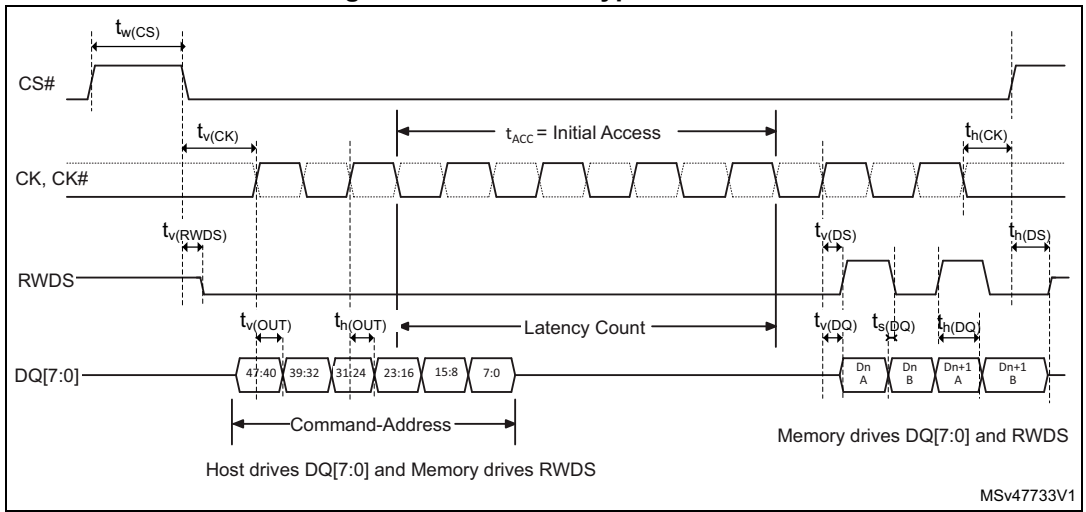 tw(CS)
CS#
tv(CK)
tACC = Initial Access
th(CK)
CK, CK#
tv(RWDS)
tv(DS)
th(DS)
RWDS
tv(OUT)
th(OUT)
Latency Count
tv(DQ)
ts(DQ)
th(DQ)
DQ[7:0]
47:40
39:32
31:24
23:16
15:8
7:0
Dn
A
Dn
B
Dn+1
A
Dn+1
B
Command-Address
Memory drives DQ[7:0] and RWDS
Host drives DQ[7:0] and Memory drives RWDS
MSv47733V1